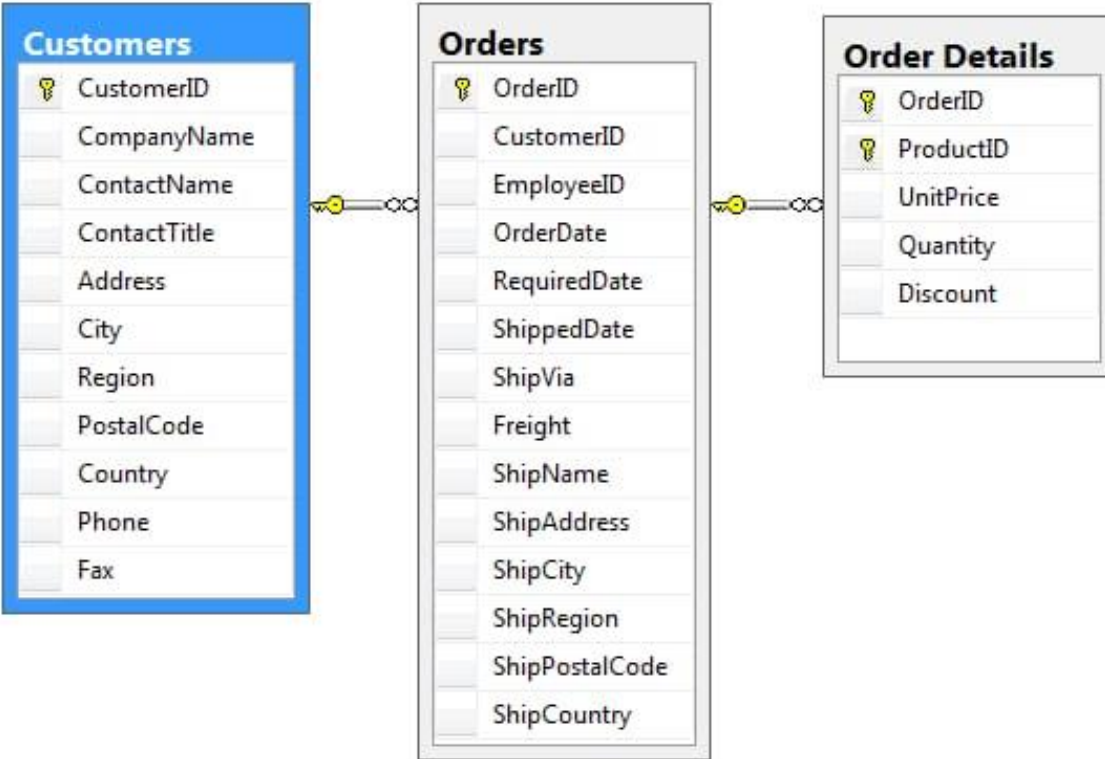 Customers
CustomerID
CompanyName
ContactName
ContactTitle
Address
City
Region
PostalCode
Country
Phone
Fax
Orders
OrderID
CustomerID
EmployeeID
OrderDate
RequiredDate
ShippedDate
ShipVia
Freight
ShipName
ShipAddress
ShipCity
ShipRegion
ShipPostalCode
ShipCountry
Order Details
OrderID
ProductID
UnitPrice
Quantity
Discount